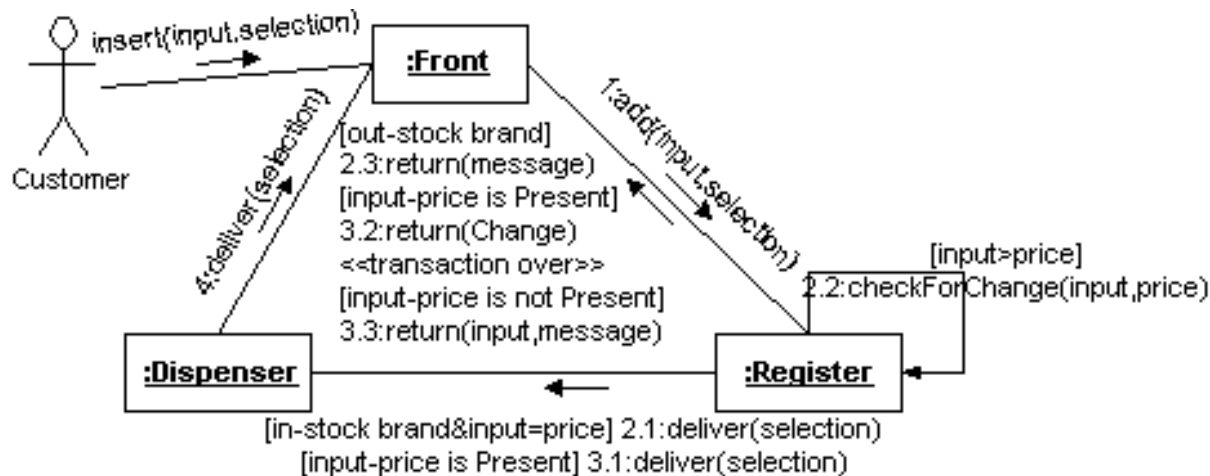 insert(input,selection)
:Front
Customer
1:add(input,selection)
[out-stock brand]
2.3:return(message)
[input-price is Present]
3.2:return(Change)
<<transaction over>>
[input-price is not Present]
3.3:return(input,message)
4:deliver(selection)
[input>price]
2.2:checkForChange(input,price)
:Dispenser
:Register
[in-stock brand&input=price] 2.1:deliver(selection)
[input-price is Present] 3.1:deliver(selection)